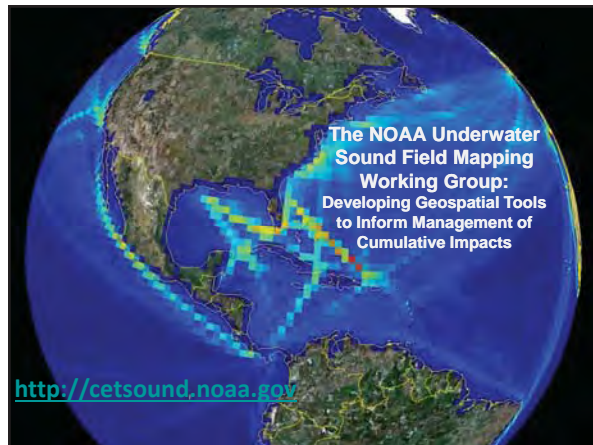 The NOAA Underwater
Sound Field Mapping
Working Group:
Developing Geospatial Tools
to Inform Management of
Cumulative Impacts
http://cetsound.noaa.gov